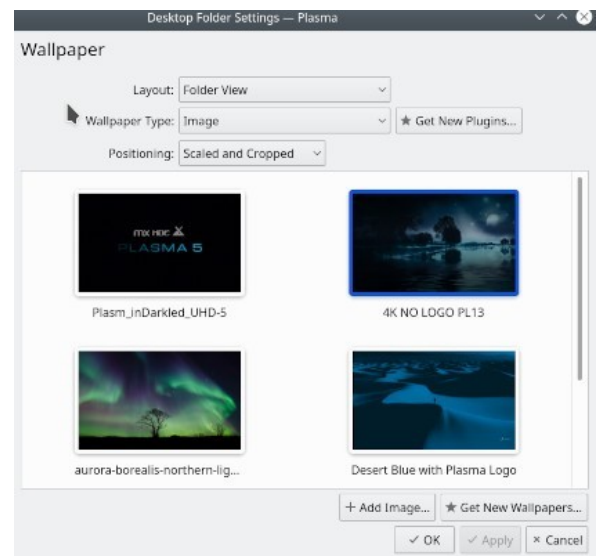 Desktop Folder Settings — Plasma
Wallpaper
Layout: Folder View
Wallpaper Type: Image
★ Get New Plugins...
Positioning: Scaled and Cropped
PLASMA 5
Plasm_inDarkled_UHD-5
4K NO LOGO PL13
aurora-borealis-northern-lig...
Desert Blue with Plasma Logo
+ Add Image...
★ Get New Wallpapers...
✓ OK
✓ Apply
× Cancel